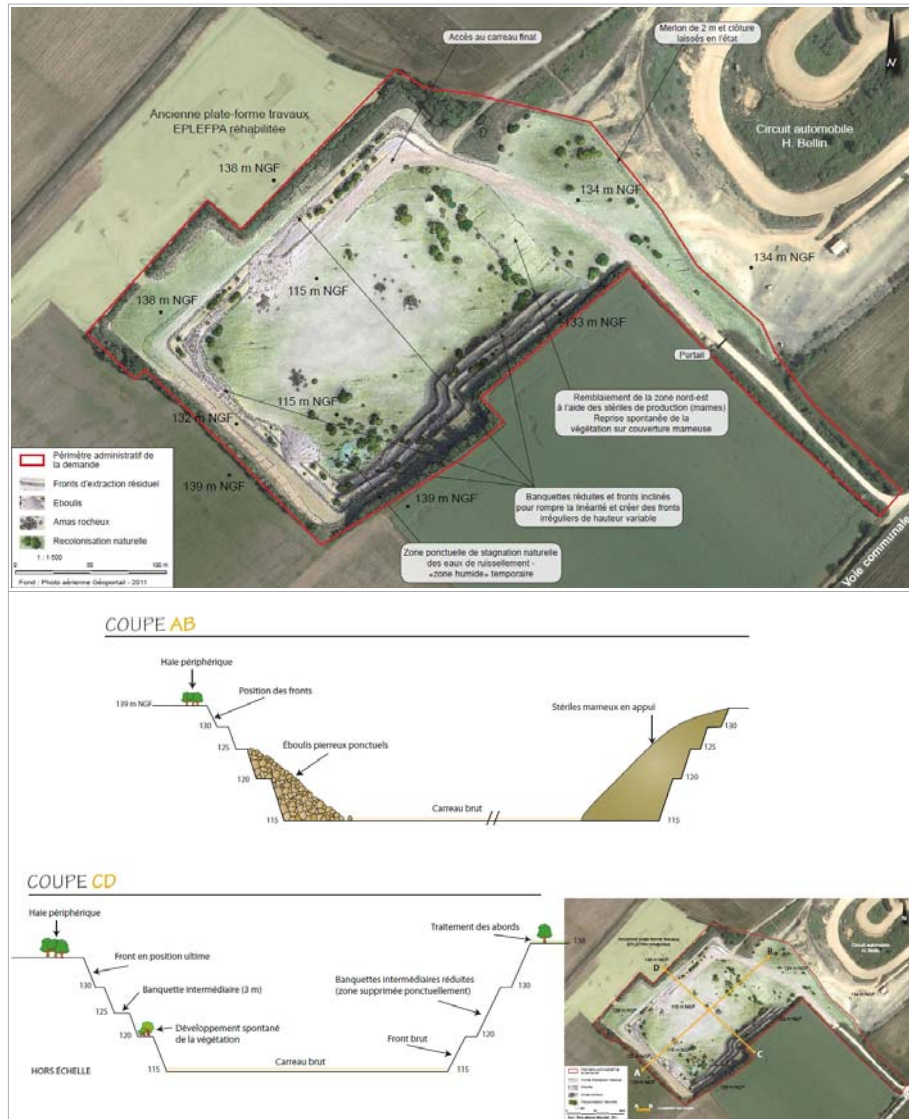 Accès au carreau final
Merlon de 2 m et clôture
laissés en l'état
N
Ancienne plate-forme travaux
EPLEFPA réhabilitée
Circuit automobile
H. Bellin
138 m NGF
134 m NGF
134 m NGF
115 m NGF
138 m NGF
133 m NGF
Portail
115 m NGF
132 m NGF
Remblaiement de la zone nord-est
à l'aide des stériles de production (marnes)
Reprise spontanée de la
végétation sur couverture marneuse
139 m NGF
139 m NGF
Banquettes réduites et fronts inclinés
pour rompre la linéarité et créer des fronts
irréguliers de hauteur variable
Zone ponctuelle de stagnation naturelle
des eaux de ruissellement -
«zone humide» temporaire
Voie communale
Périmètre administratif de
la demande
Fronts d'extraction résiduel
Eboulis
Amas rocheux
Recolonisation naturelle
1 : 1 500
0 50 100 m
Fond : Photo aérienne Géoportail - 2011
COUPE AB
Haie périphérique
139 m NGF
Position des fronts
130
125
Éboulis pierreux ponctuels
120
115
Carreau brut
Stériles marneux en appui
130
125
120
115
COUPE CD
Haie périphérique
Front en position ultime
130
Banquette intermédiaire (3 m)
125
120
Développement spontané
de la végétation
115
Carreau brut
HORS ÉCHELLE
Traitement des abords
138
Banquettes intermédiaires réduites
(zone supprimée ponctuellement)
130
125
120
Front brut
115
Circuit automobile
H. Bellin
B
D
A
C